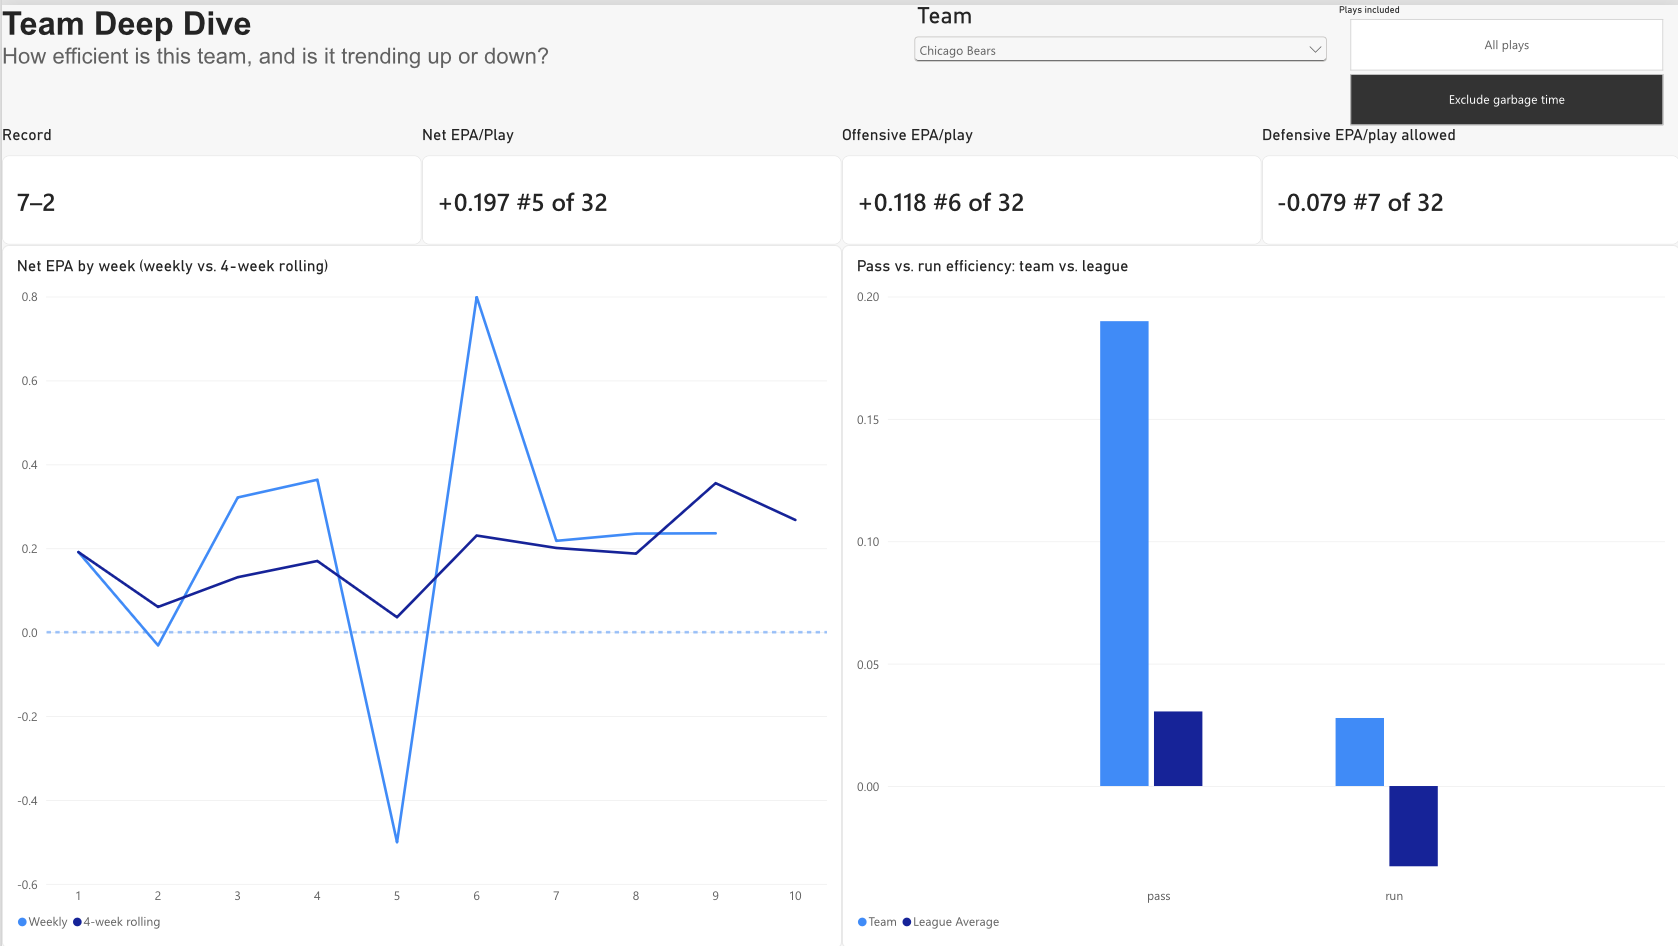 Team Deep Dive
How efficient is this team, and is it trending up or down?
Team
Chicago Bears
Plays included
All plays
Exclude garbage time
Record
7–2
Net EPA/Play
+0.197 #5 of 32
Offensive EPA/play
+0.118 #6 of 32
Defensive EPA/play allowed
-0.079 #7 of 32
Net EPA by week (weekly vs. 4-week rolling)
0.8
0.6
0.4
0.2
0.0
-0.2
-0.4
-0.6
1 2 3 4 5 6 7 8 9 10
Weekly 4-week rolling
Pass vs. run efficiency: team vs. league
0.20
0.15
0.10
0.05
0.00
pass run
Team League Average